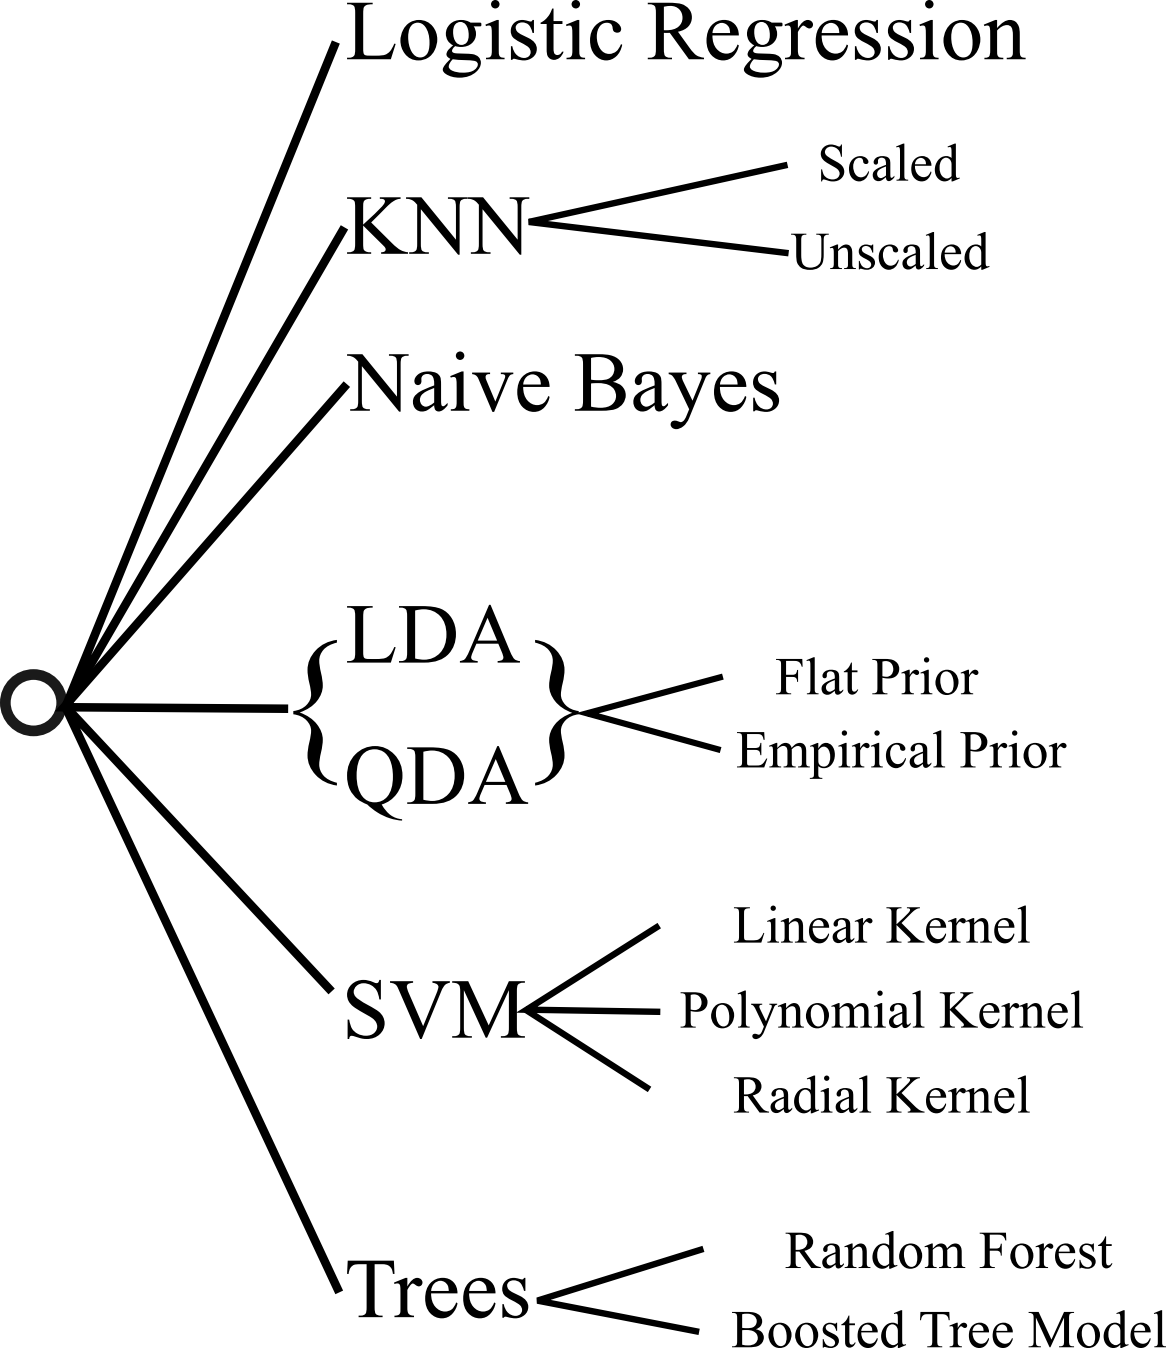 Logistic Regression
KNN
Scaled
Unscaled
Naive Bayes
LDA
QDA
Flat Prior
Empirical Prior
SVM
Linear Kernel
Polynomial Kernel
Radial Kernel
Trees
Random Forest
Boosted Tree Model